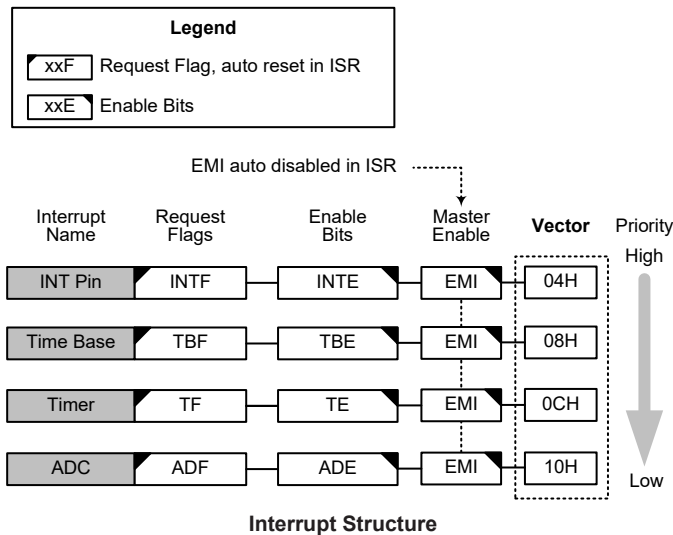 Legend
xxF Request Flag, auto reset in ISR
xxE Enable Bits
EMI auto disabled in ISR
Interrupt Name
Request Flags
Enable Bits
Master Enable
Vector
Priority
High
INT Pin INTF INTE EMI 04H
Time Base TBF TBE EMI 08H
Timer TF TE EMI 0CH
ADC ADF ADE EMI 10H
Low
Interrupt Structure